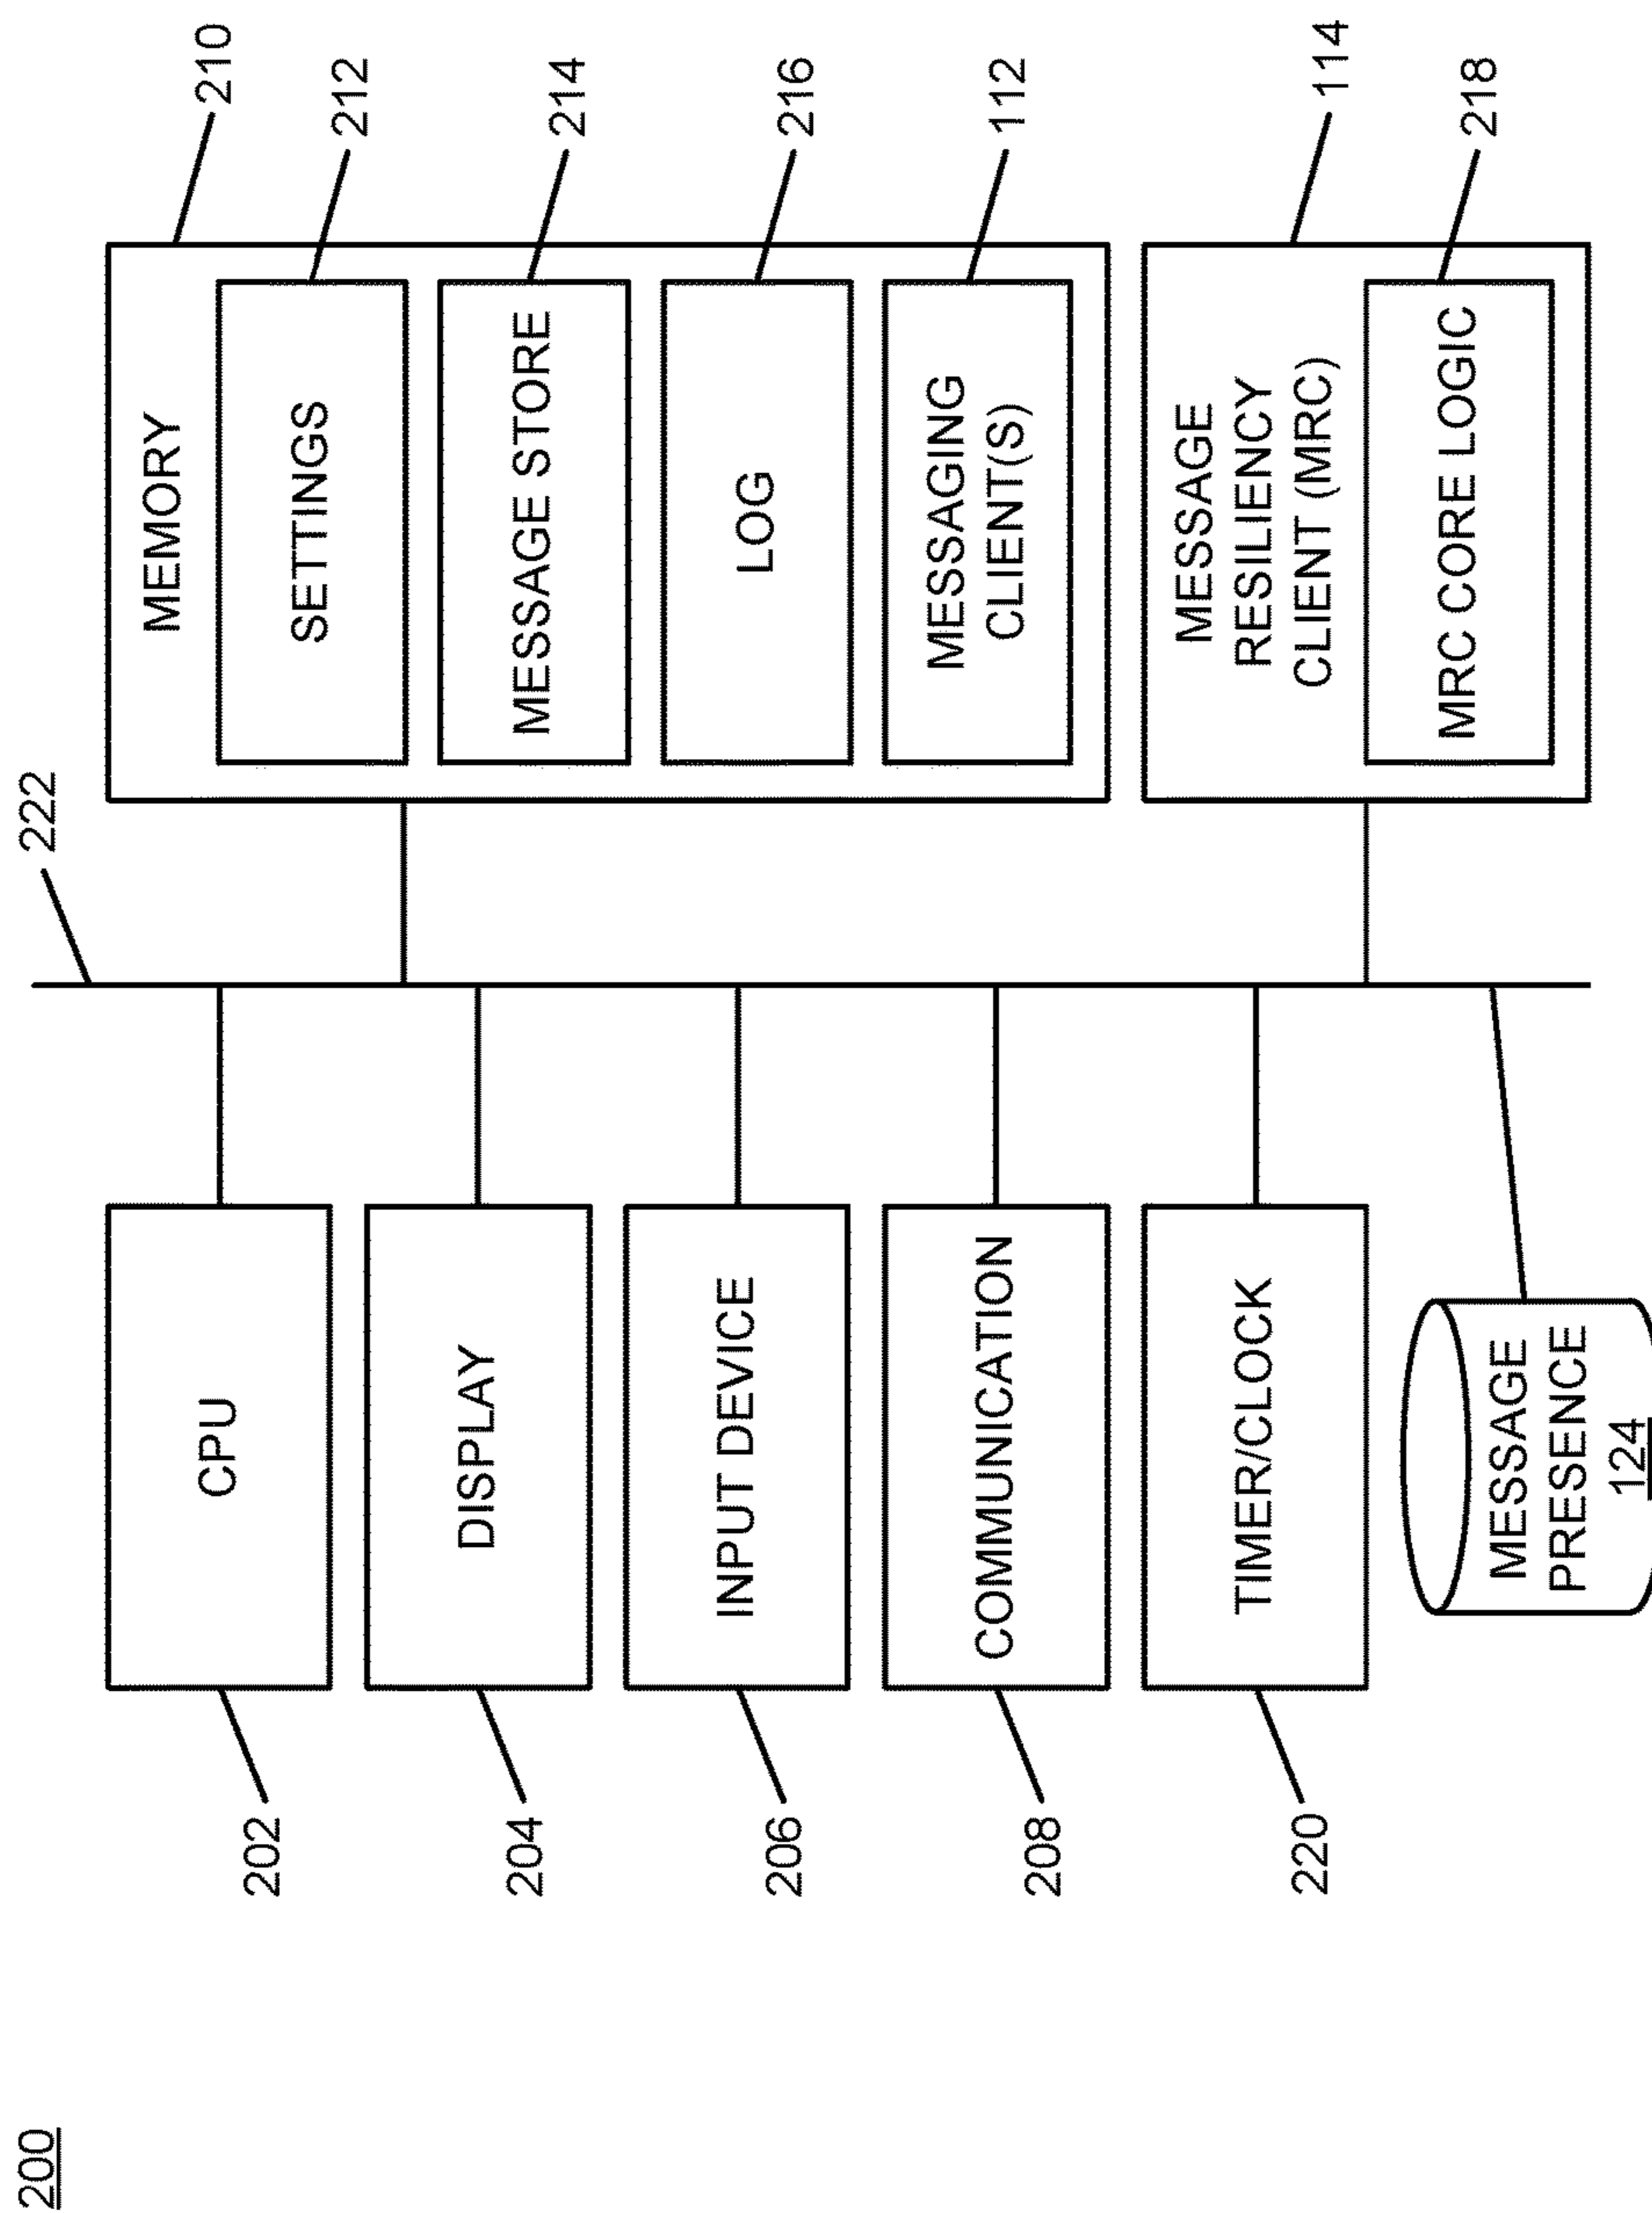 200
222
202
CPU
204
DISPLAY
206
INPUT DEVICE
208
COMMUNICATION
220
TIMER/CLOCK
MESSAGE
PRESENCE
124
MEMORY
210
SETTINGS
212
MESSAGE STORE
214
LOG
216
MESSAGING
CLIENT(S)
112
MESSAGE
RESILIENCY
CLIENT (MRC)
114
MRC CORE LOGIC
218